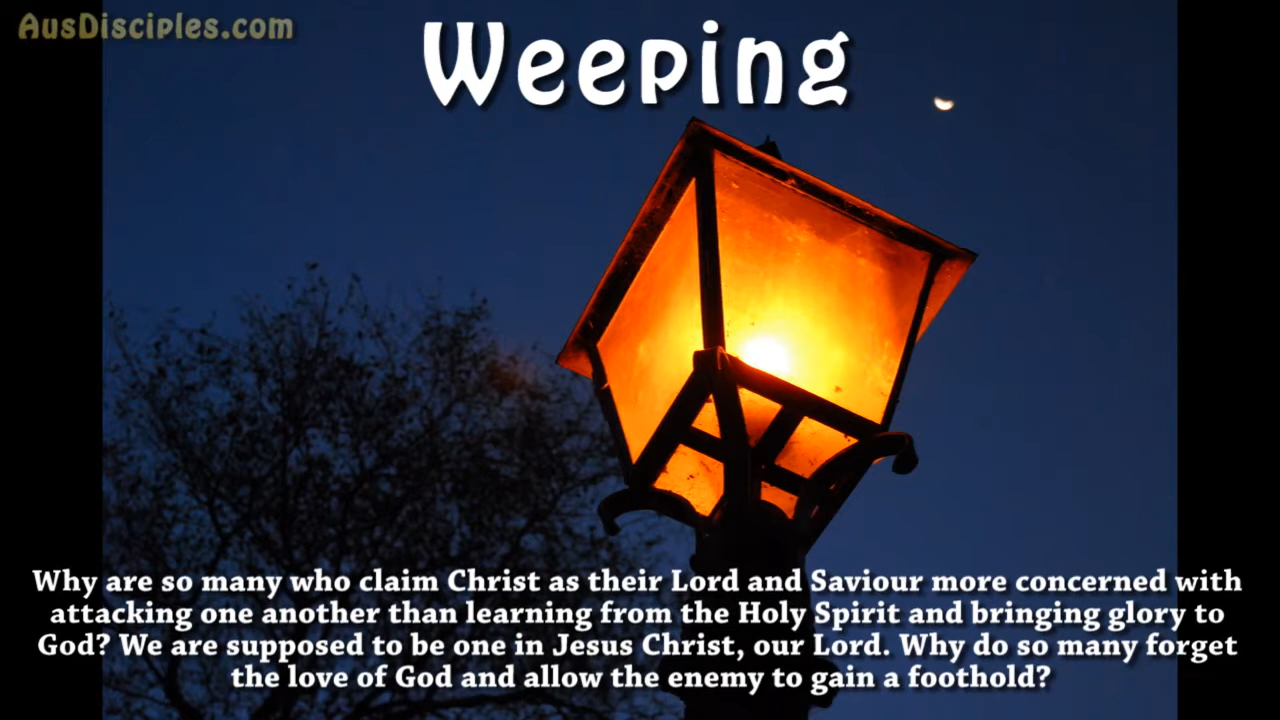 AusDisciples.com
Weeping
Why are so many who claim Christ as their Lord and Saviour more concerned with
attacking one another than learning from the Holy Spirit and bringing glory to
God? We are supposed to be one in Jesus Christ, our Lord. Why do so many forget
the love of God and allow the enemy to gain a foothold?